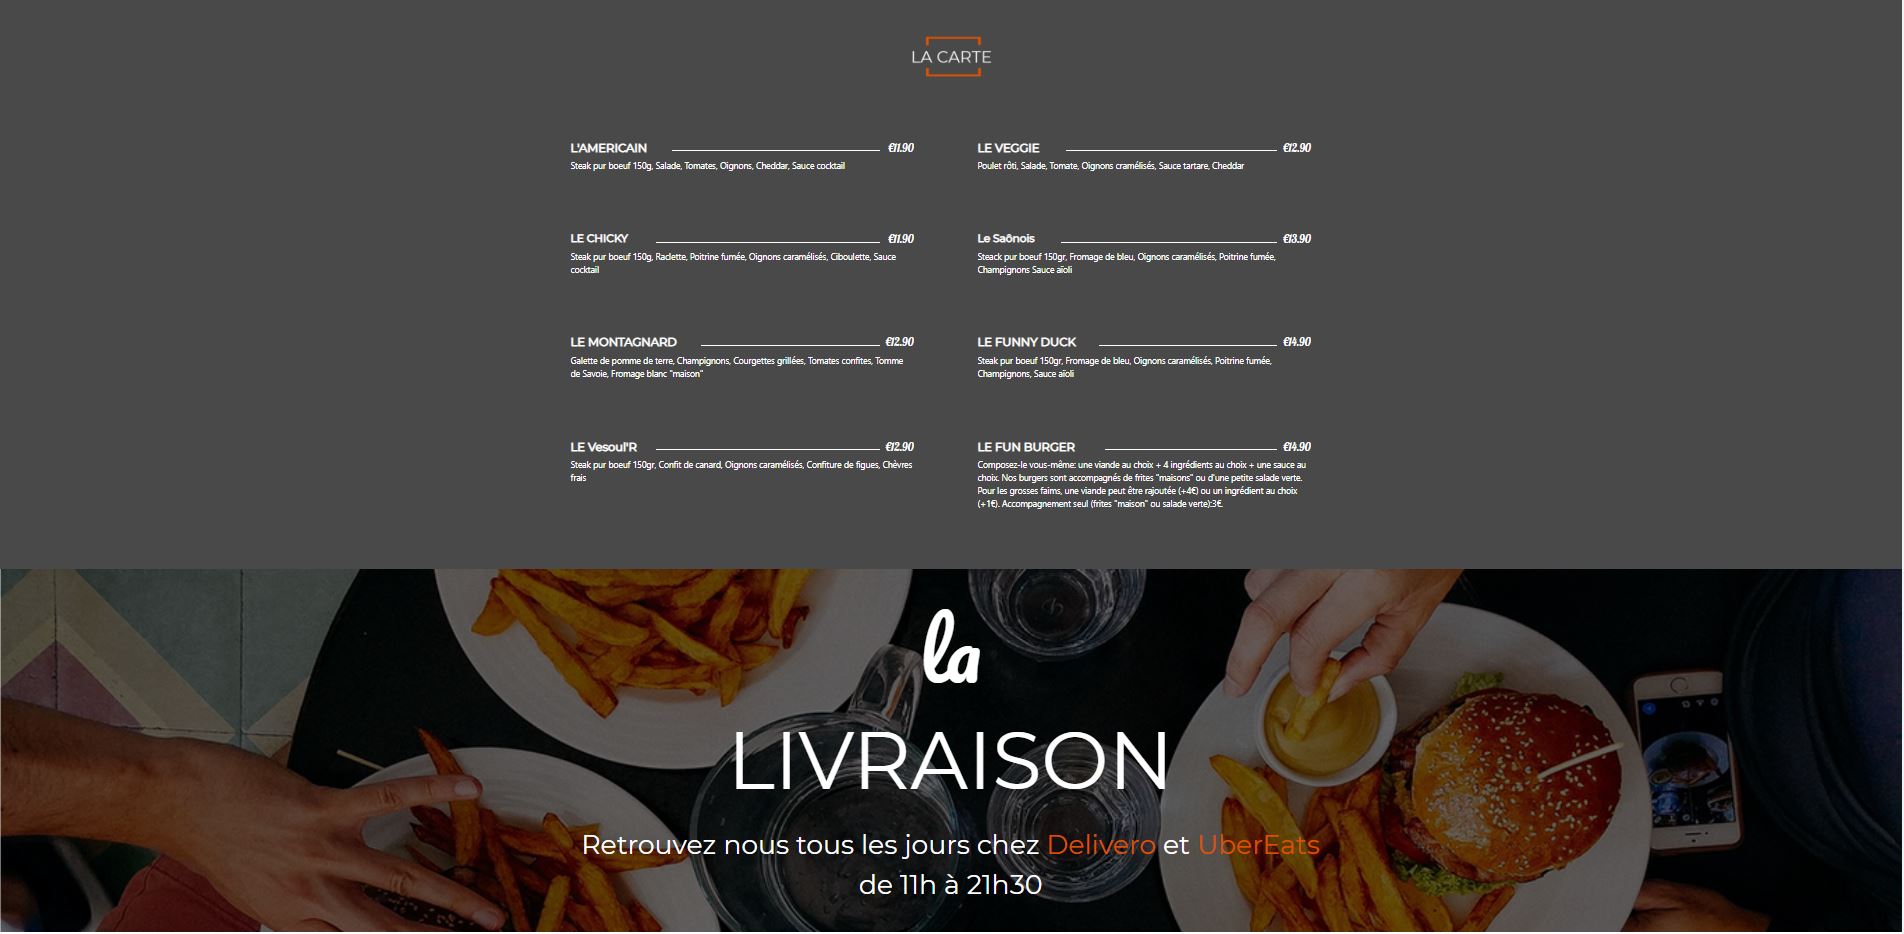 LA CARTE
L'AMERICAIN €11.90
Steak pur boeuf 150g, Salade, Tomates, Oignons, Cheddar, Sauce cocktail
LE CHICKY €11.90
Steak pur boeuf 150g, Raclette, Poitrine fumée, Oignons caramélisés, Ciboulette, Sauce
cocktail
LE MONTAGNARD €12.90
Galette de pomme de terre, Champignons, Courgettes grillées, Tomates confites, Tomme
de Savoie, Fromage blanc "maison"
LE Vesoul'R €12.90
Steak pur boeuf 150gr, Confit de canard, Oignons caramélisés, Confiture de figues, Chèvres
frais
LE VEGGIE €12.90
Poulet rôti, Salade, Tomate, Oignons cramélisés, Sauce tartare, Cheddar
Le Saônois €13.90
Steack pur boeuf 150gr, Fromage de bleu, Oignons caramélisés, Poitrine fumée,
Champignons Sauce aïoli
LE FUNNY DUCK €14.90
Steak pur boeuf 150gr, Fromage de bleu, Oignons caramélisés, Poitrine fumée,
Champignons, Sauce aïoli
LE FUN BURGER €14.90
Composez-le vous-même: une viande au choix + 4 ingrédients au choix + une sauce au
choix. Nos burgers sont accompagnés de frites "maisons" ou d'une petite salade verte.
Pour les grosses faims, une viande peut être rajoutée (+4€) ou un ingrédient au choix
(+1€). Accompagnement seul (frites "maison" ou salade verte):3€.
la
LIVRAISON
Retrouvez nous tous les jours chez Delivero et UberEats
de 11h à 21h30